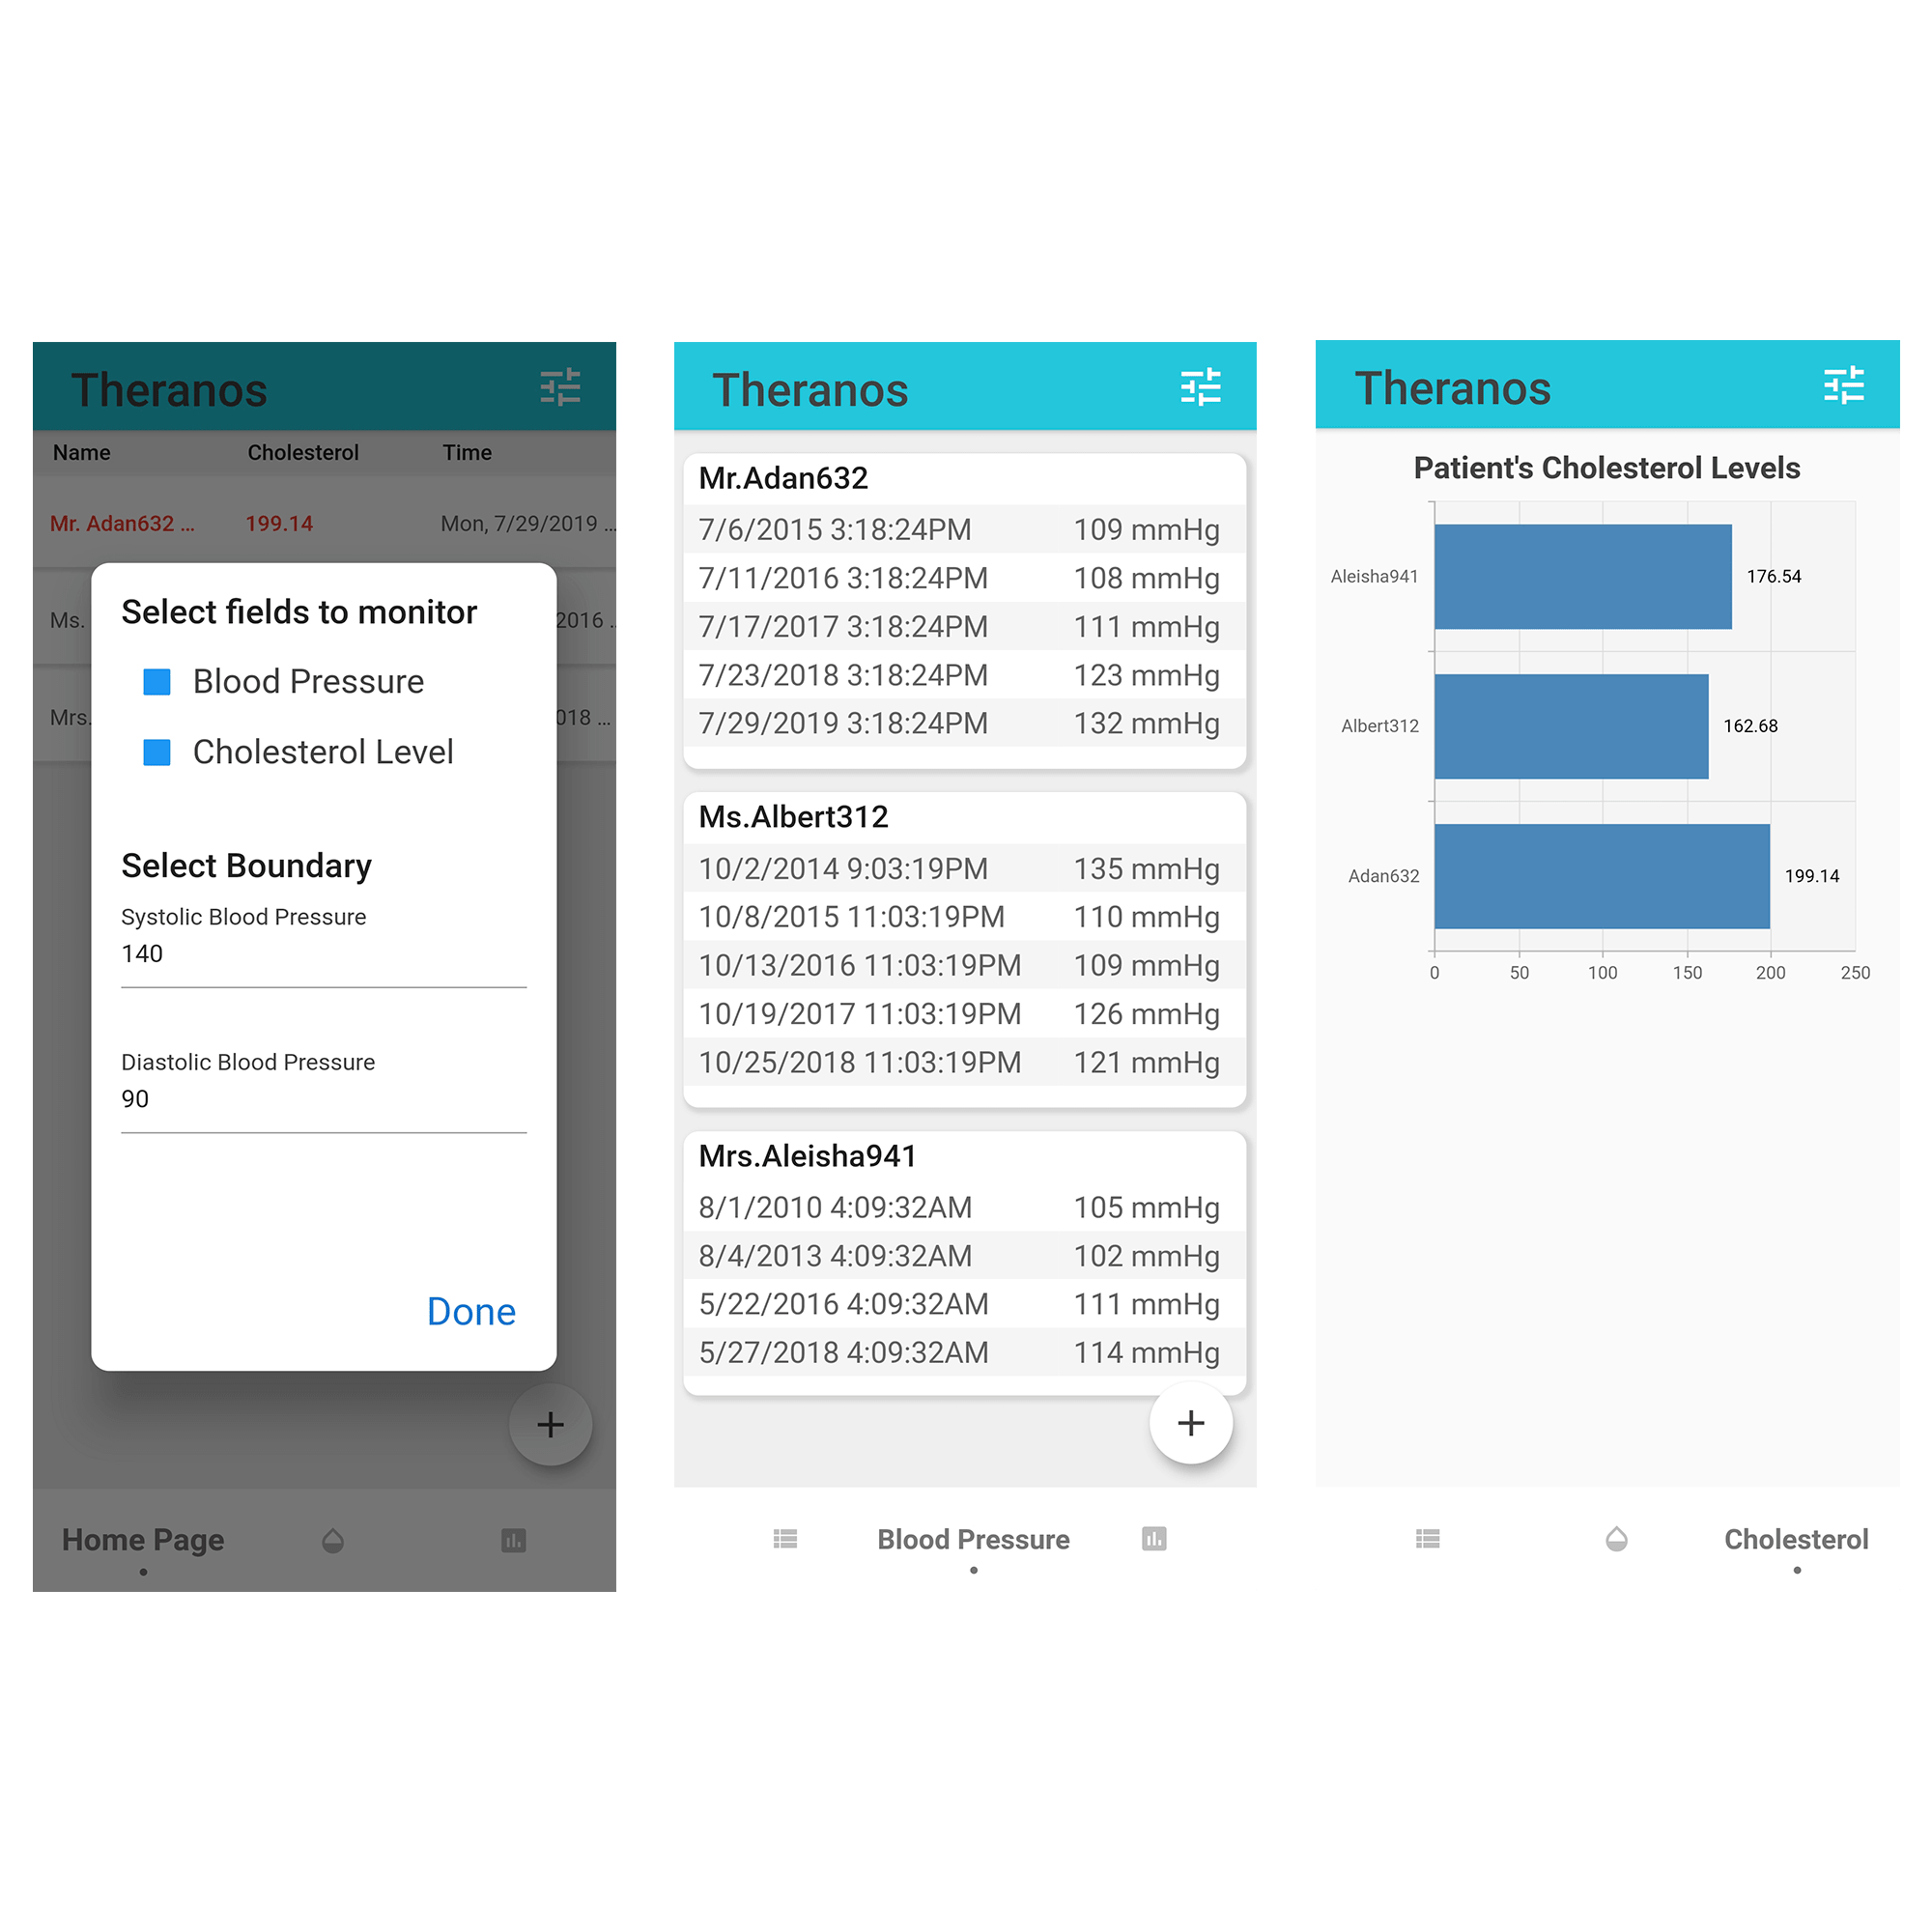 Theranos
Name Cholesterol Time
Mr. Adan632 ... 199.14 Mon, 7/29/2019 ...
Ms. 2016 ..
Mrs. 018 ...
Select fields to monitor
Blood Pressure
Cholesterol Level
Select Boundary
Systolic Blood Pressure
140
Diastolic Blood Pressure
90
Done
+
Home Page
Theranos
Mr.Adan632
7/6/2015 3:18:24PM 109 mmHg
7/11/2016 3:18:24PM 108 mmHg
7/17/2017 3:18:24PM 111 mmHg
7/23/2018 3:18:24PM 123 mmHg
7/29/2019 3:18:24PM 132 mmHg
Ms.Albert312
10/2/2014 9:03:19PM 135 mmHg
10/8/2015 11:03:19PM 110 mmHg
10/13/2016 11:03:19PM 109 mmHg
10/19/2017 11:03:19PM 126 mmHg
10/25/2018 11:03:19PM 121 mmHg
Mrs.Aleisha941
8/1/2010 4:09:32AM 105 mmHg
8/4/2013 4:09:32AM 102 mmHg
5/22/2016 4:09:32AM 111 mmHg
5/27/2018 4:09:32AM 114 mmHg
+
Blood Pressure
Theranos
Patient's Cholesterol Levels
Aleisha941 176.54
Albert312 162.68
Adan632 199.14
0 50 100 150 200 250
Cholesterol